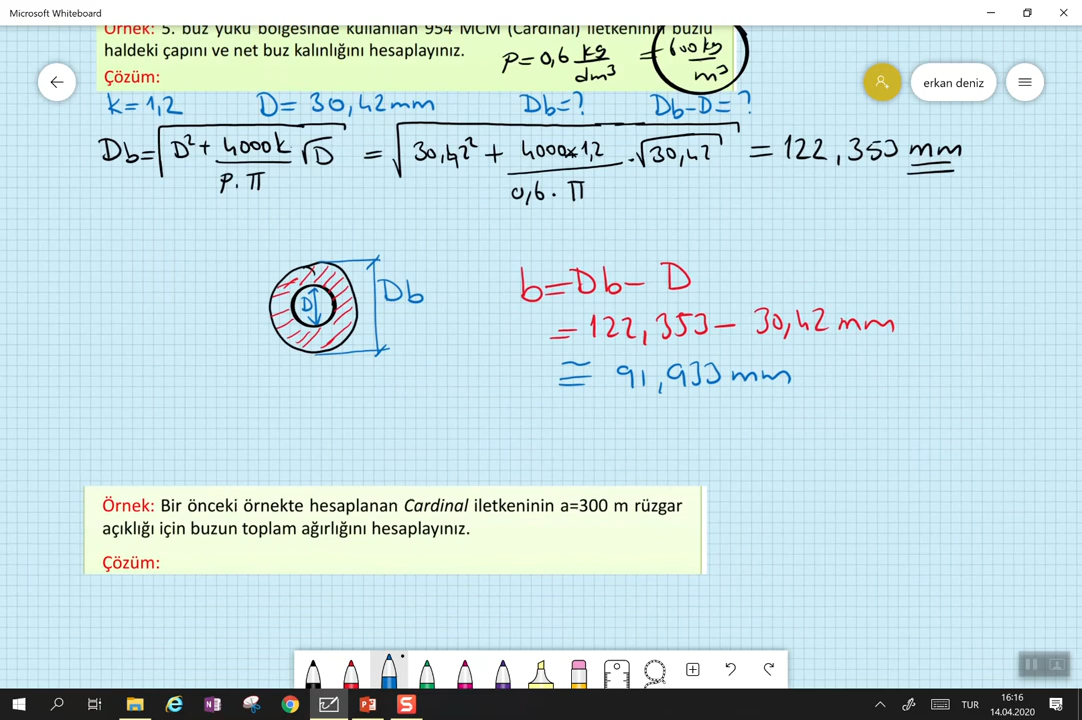 Microsoft Whiteboard
Örnek: 5. buz yükü bölgesinde kullanılan 954 MCM (Cardinal) iletkeninin buzlu
haldeki çapını ve net buz kalınlığını hesaplayınız.
P=0,6 kg/dm³ = 600 kg/m³
Çözüm:
erkan deniz
k=1,2 D= 30,42mm Db=? Db-D=?
Db=√(D²+ 4000k/(P.π) √D) = √(30,42² + 4000×1,2/(0,6.π) .√30,42) = 122,353 mm
D
Db
b=Db- D
= 122,353- 30,42 mm
≅ 91,933 mm
Örnek: Bir önceki örnekte hesaplanan Cardinal iletkeninin a=300 m rüzgar
açıklığı için buzun toplam ağırlığını hesaplayınız.
Çözüm:
TUR
16:16
14.04.2020